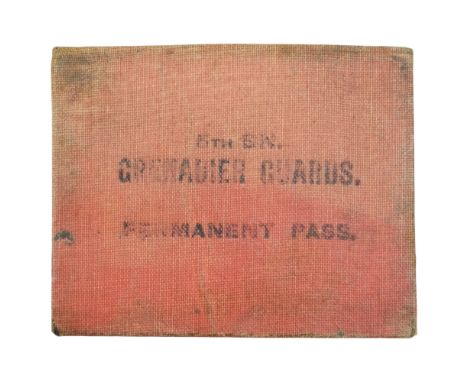 5TH BN.
GRENADIER GUARDS.
PERMANENT PASS.